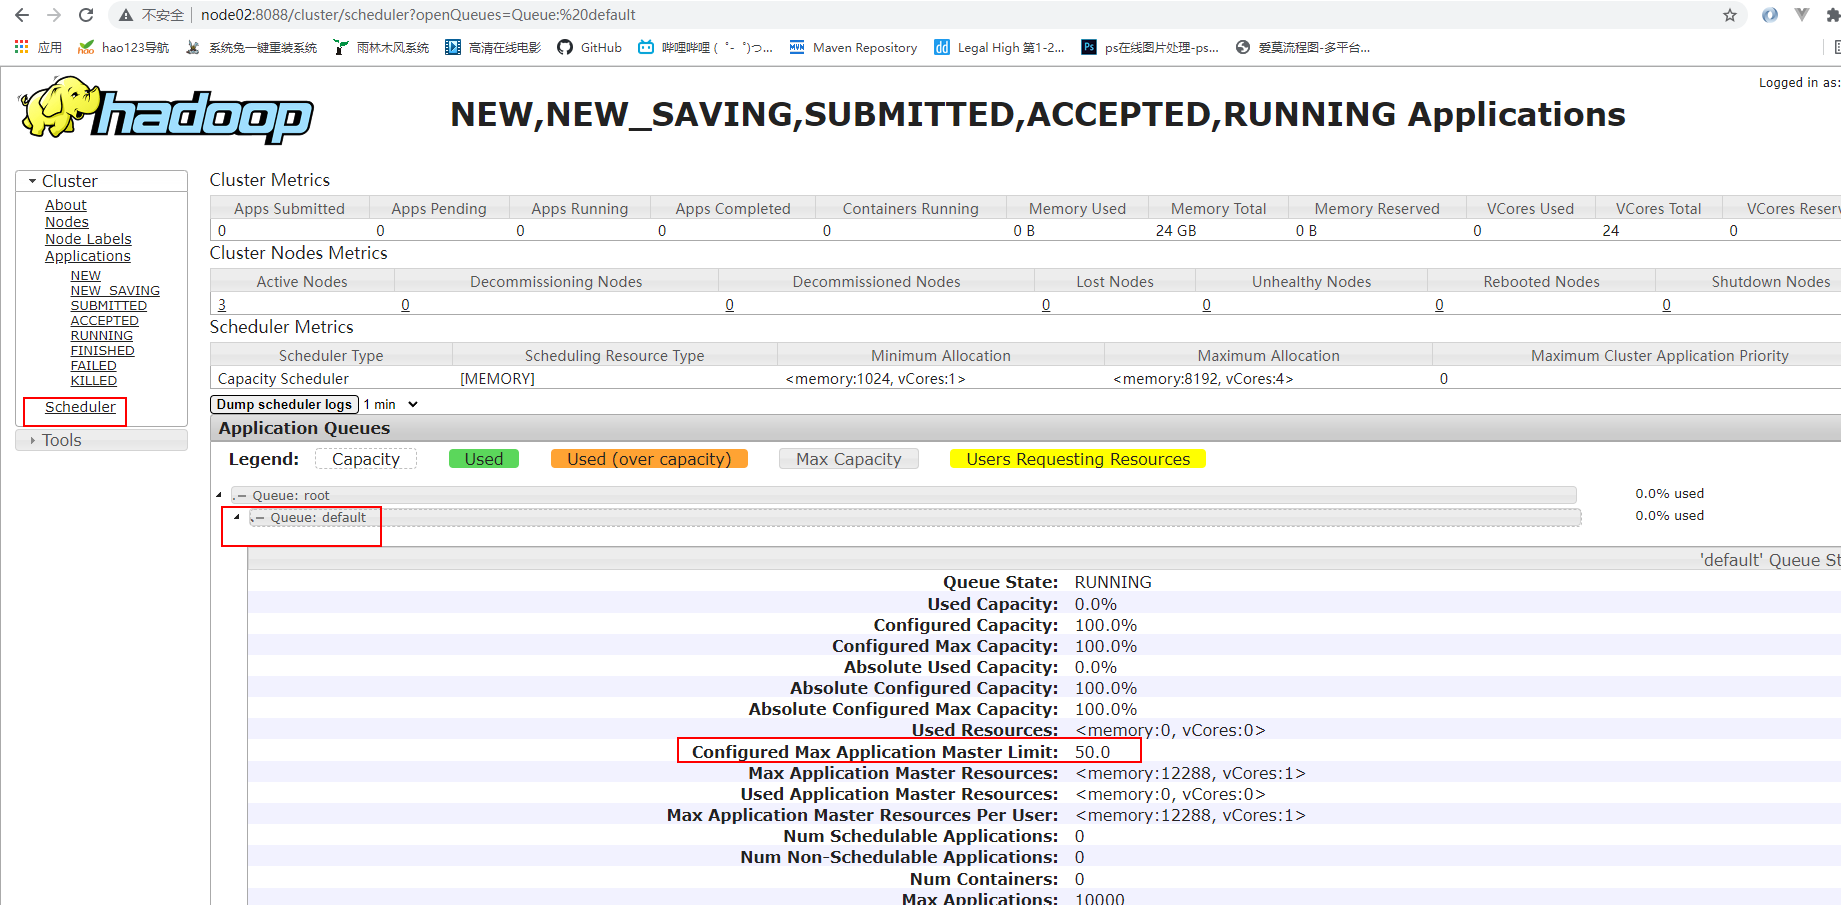 不安全 node02:8088/cluster/scheduler?openQueues=Queue:%20default
应用 hao123导航 系统兔一键重装系统 雨林木风系统 高清在线电影 GitHub 哔哩哔哩 ( ゜- ゜)つ... Maven Repository Legal High 第1-2... ps在线图片处理-ps... 爱莫流程图-多平台...
Logged in as:
hadoop
NEW,NEW_SAVING,SUBMITTED,ACCEPTED,RUNNING Applications
Cluster
About
Nodes
Node Labels
Applications
NEW
NEW_SAVING
SUBMITTED
ACCEPTED
RUNNING
FINISHED
FAILED
KILLED
Scheduler
Tools
Cluster Metrics
Apps Submitted Apps Pending Apps Running Apps Completed Containers Running Memory Used Memory Total Memory Reserved VCores Used VCores Total VCores Reserv
0 0 0 0 0 0 B 24 GB 0 B 0 24 0
Cluster Nodes Metrics
Active Nodes Decommissioning Nodes Decommissioned Nodes Lost Nodes Unhealthy Nodes Rebooted Nodes Shutdown Nodes
3 0 0 0 0 0 0
Scheduler Metrics
Scheduler Type Scheduling Resource Type Minimum Allocation Maximum Allocation Maximum Cluster Application Priority
Capacity Scheduler [MEMORY] <memory:1024, vCores:1> <memory:8192, vCores:4> 0
Dump scheduler logs 1 min
Application Queues
Legend: Capacity Used Used (over capacity) Max Capacity Users Requesting Resources
Queue: root 0.0% used
Queue: default 0.0% used
'default' Queue St
Queue State: RUNNING
Used Capacity: 0.0%
Configured Capacity: 100.0%
Configured Max Capacity: 100.0%
Absolute Used Capacity: 0.0%
Absolute Configured Capacity: 100.0%
Absolute Configured Max Capacity: 100.0%
Used Resources: <memory:0, vCores:0>
Configured Max Application Master Limit: 50.0
Max Application Master Resources: <memory:12288, vCores:1>
Used Application Master Resources: <memory:0, vCores:0>
Max Application Master Resources Per User: <memory:12288, vCores:1>
Num Schedulable Applications: 0
Num Non-Schedulable Applications: 0
Num Containers: 0
Max Applications: 10000